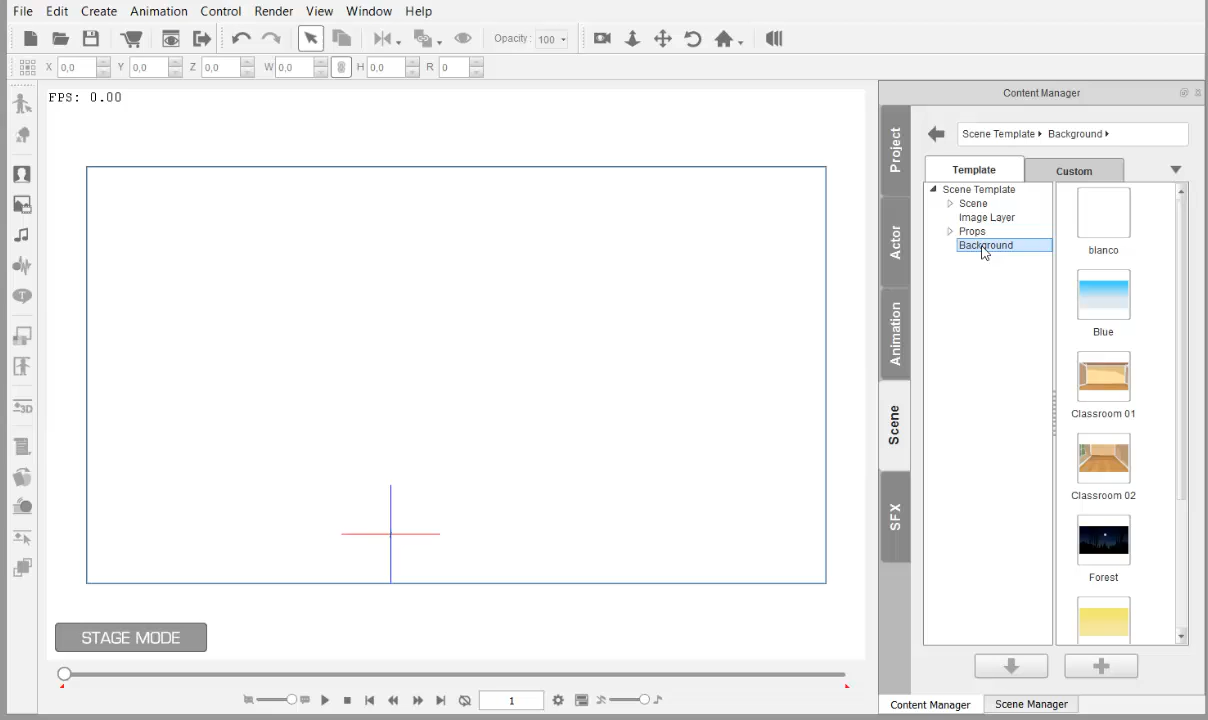 File Edit Create Animation Control Render View Window Help
Opacity : 100
X 0,0 Y 0,0 Z 0,0 W 0,0 H 0,0 R 0
FPS: 0.00
STAGE MODE
1
Content Manager
Project
Actor
Animation
Scene
SFX
Scene Template Background
Template Custom
Scene Template
Scene
Image Layer
Props
Background
blanco
Blue
Classroom 01
Classroom 02
Forest
Content Manager Scene Manager